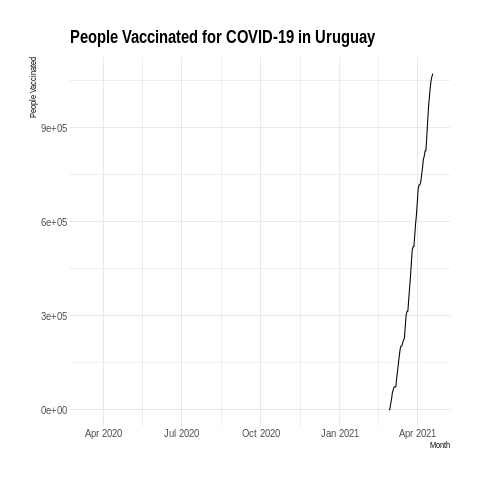 People Vaccinated for COVID-19 in Uruguay
People Vaccinated
9e+05
6e+05
3e+05
0e+00
Apr 2020 Jul 2020 Oct 2020 Jan 2021 Apr 2021
Month